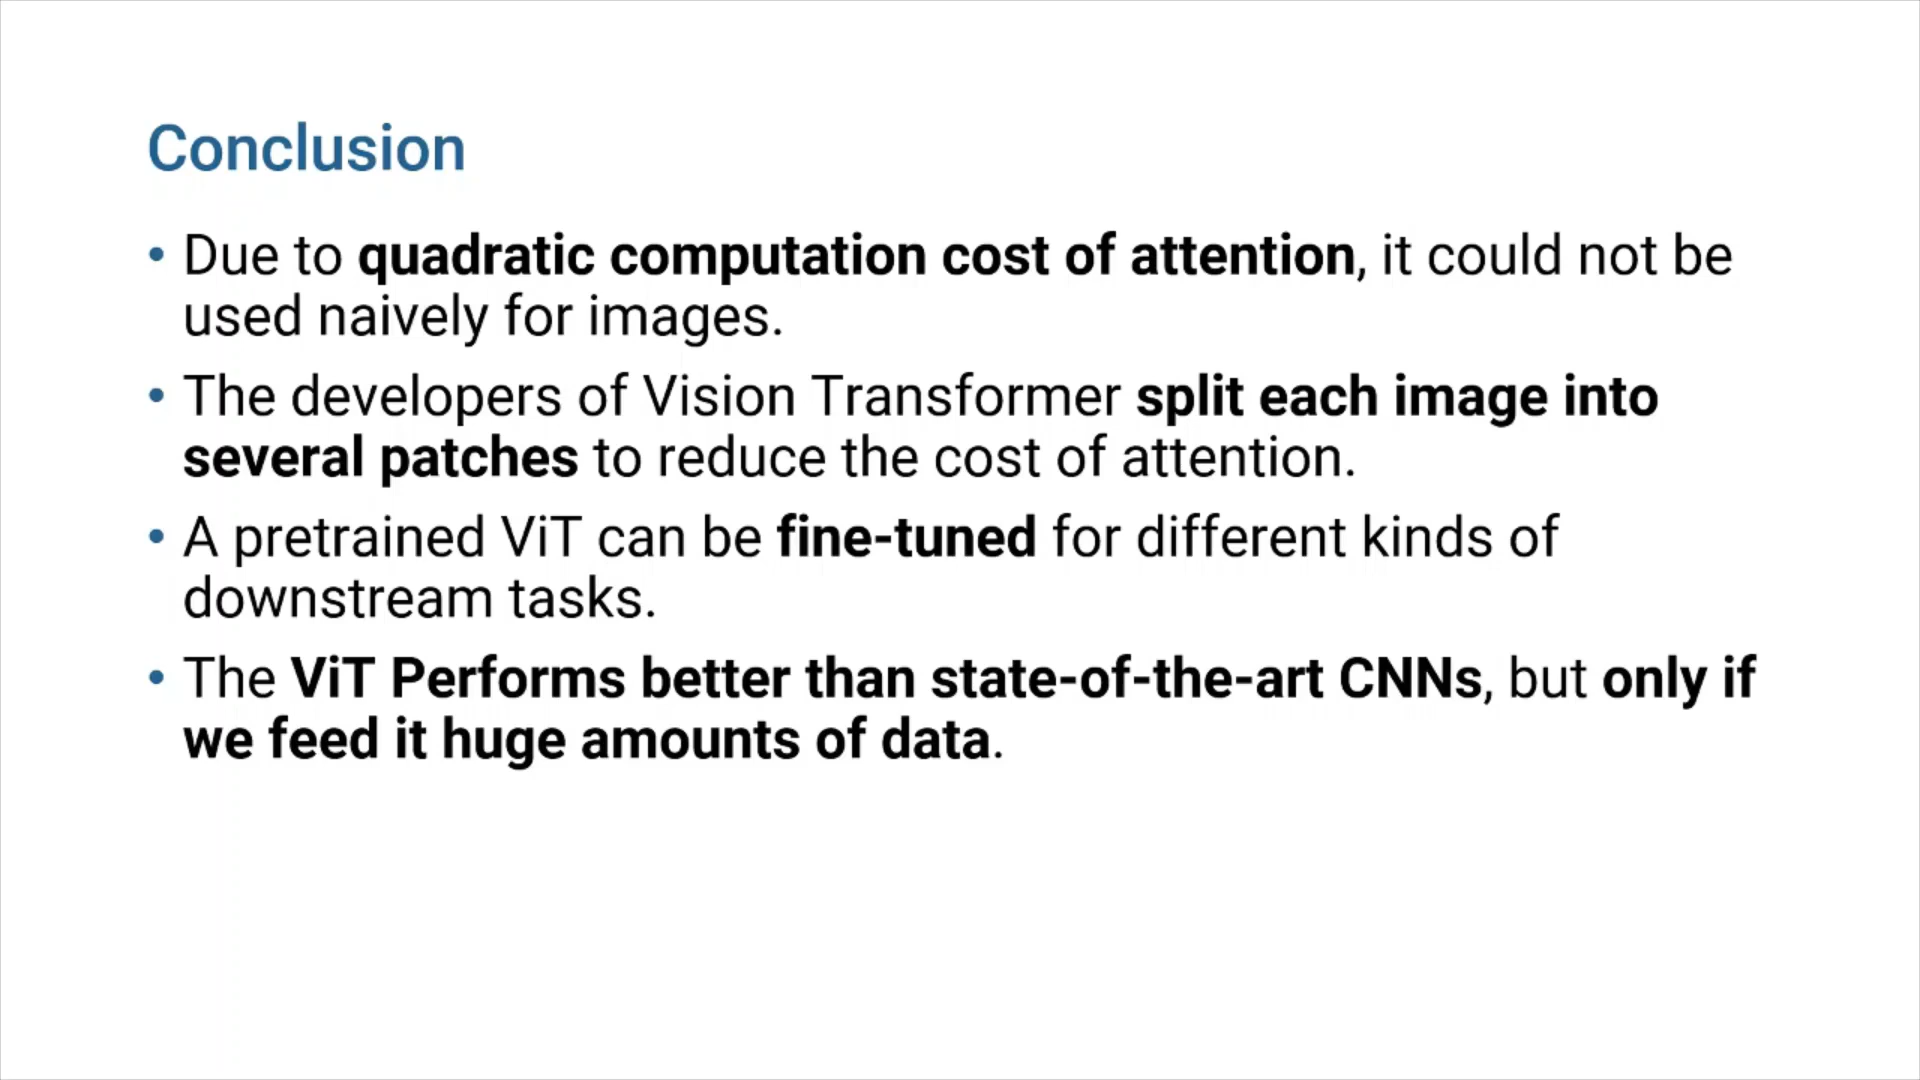 Conclusion
• Due to quadratic computation cost of attention, it could not be
used naively for images.
• The developers of Vision Transformer split each image into
several patches to reduce the cost of attention.
• A pretrained ViT can be fine-tuned for different kinds of
downstream tasks.
• The ViT Performs better than state-of-the-art CNNs, but only if
we feed it huge amounts of data.